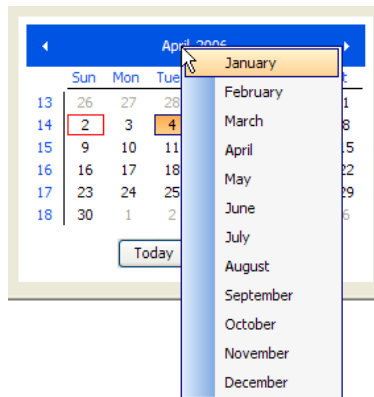 April 2006
Sun Mon Tue
13 26 27 28 1
14 2 3 4 8
15 9 10 11 15
16 16 17 18 22
17 23 24 25 29
18 30 1 2 6
Today
January
February
March
April
May
June
July
August
September
October
November
December